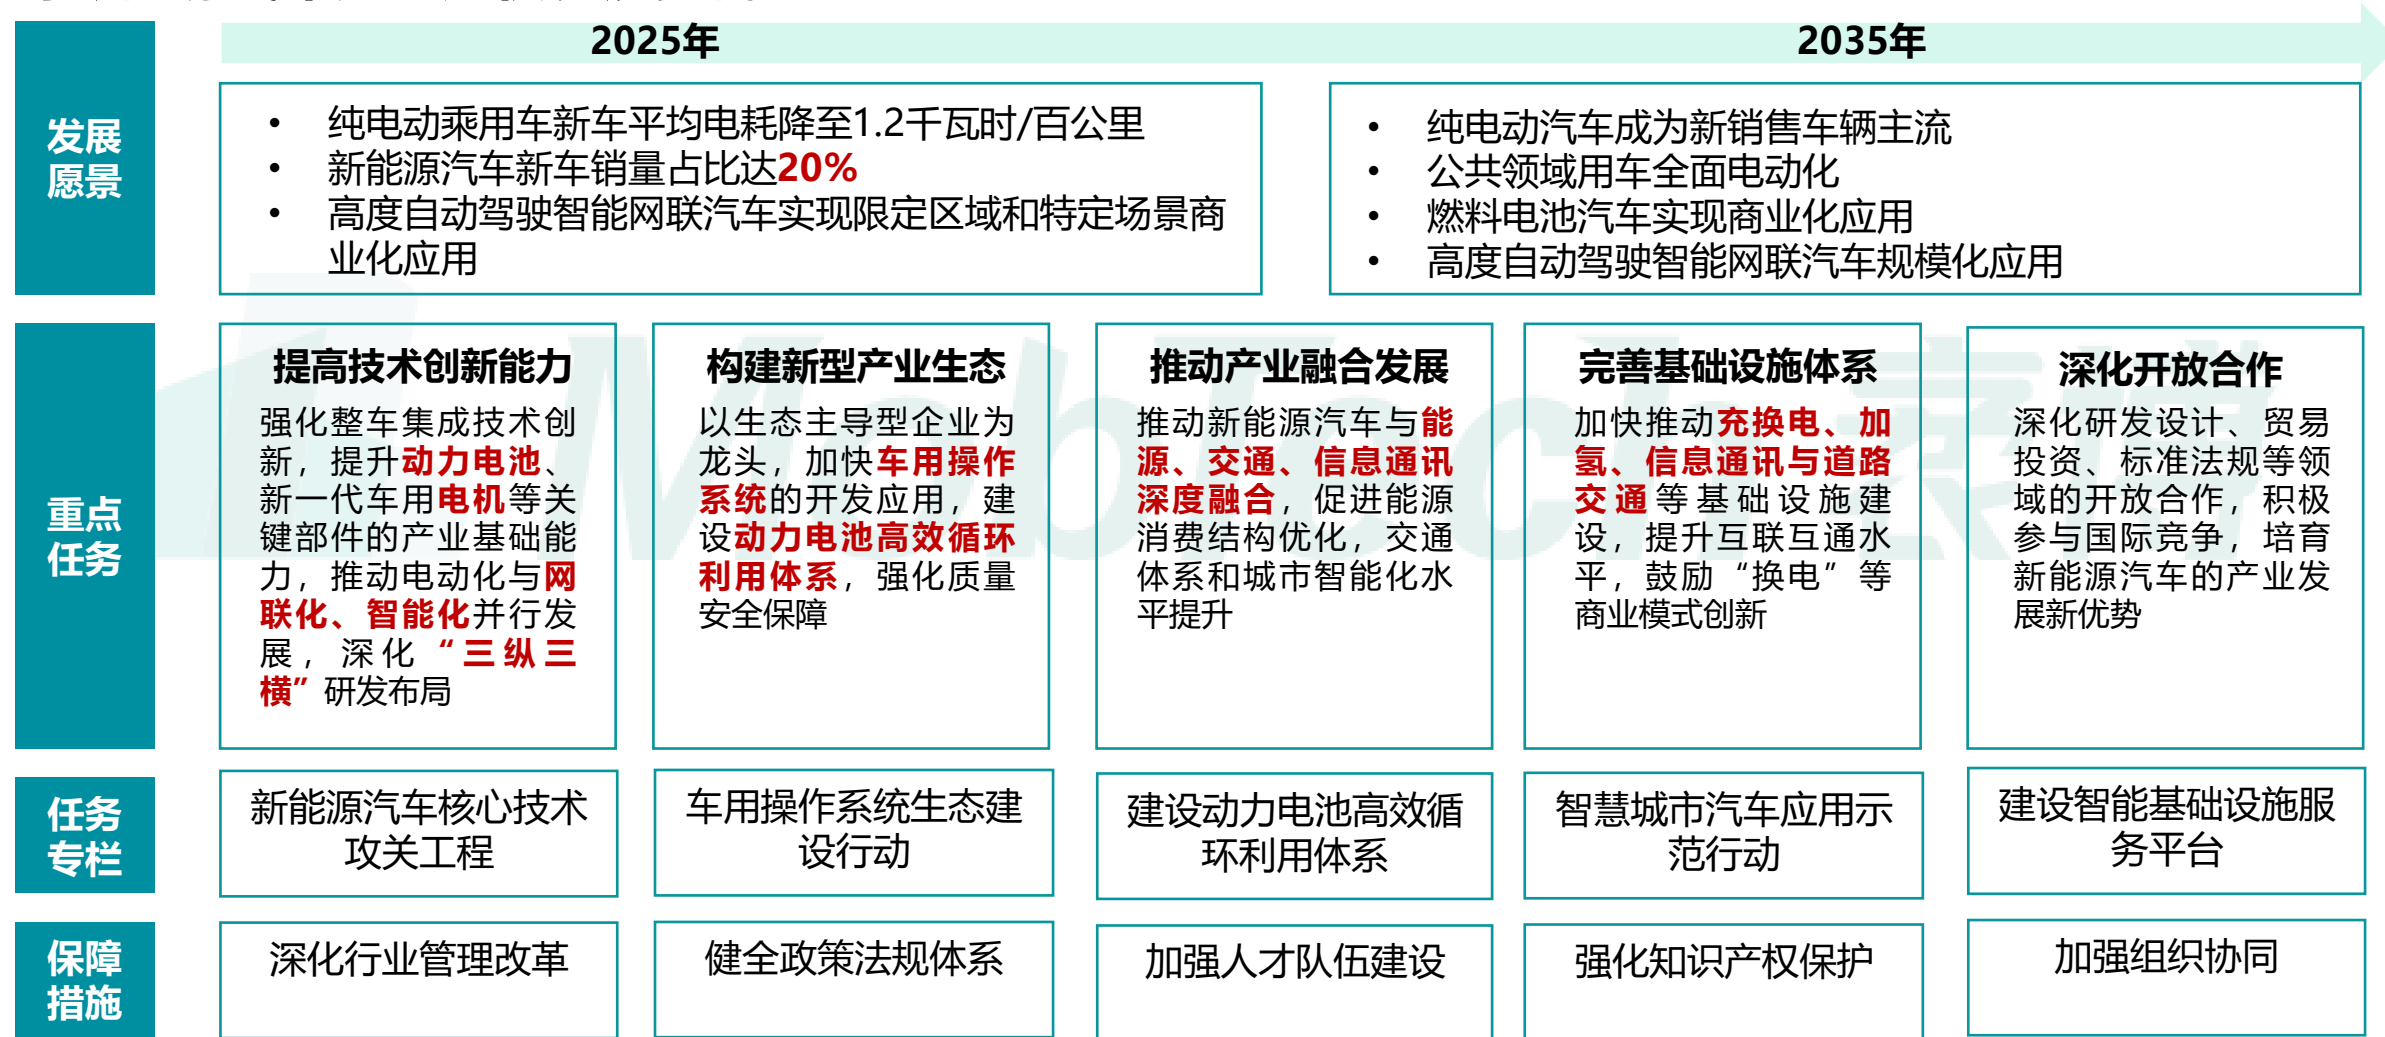 2025年
2035年
发展
愿景
• 纯电动乘用车新车平均电耗降至1.2千瓦时/百公里
• 新能源汽车新车销量占比达20%
• 高度自动驾驶智能网联汽车实现限定区域和特定场景商
业化应用
• 纯电动汽车成为新销售车辆主流
• 公共领域用车全面电动化
• 燃料电池汽车实现商业化应用
• 高度自动驾驶智能网联汽车规模化应用
重点
任务
提高技术创新能力
强化整车集成技术创
新，提升动力电池、
新一代车用电机等关
键部件的产业基础能
力，推动电动化与网
联化、智能化并行发
展，深化“三纵三
横”研发布局
构建新型产业生态
以生态主导型企业为
龙头，加快车用操作
系统的开发应用，建
设动力电池高效循环
利用体系，强化质量
安全保障
推动产业融合发展
推动新能源汽车与能
源、交通、信息通讯
深度融合，促进能源
消费结构优化，交通
体系和城市智能化水
平提升
完善基础设施体系
加快推动充换电、加
氢、信息通讯与道路
交通等基础设施建
设，提升互联互通水
平，鼓励“换电”等
商业模式创新
深化开放合作
深化研发设计、贸易
投资、标准法规等领
域的开放合作，积极
参与国际竞争，培育
新能源汽车的产业发
展新优势
任务
专栏
新能源汽车核心技术
攻关工程
车用操作系统生态建
设行动
建设动力电池高效循
环利用体系
智慧城市汽车应用示
范行动
建设智能基础设施服
务平台
保障
措施
深化行业管理改革
健全政策法规体系
加强人才队伍建设
强化知识产权保护
加强组织协同
MobTech袤博